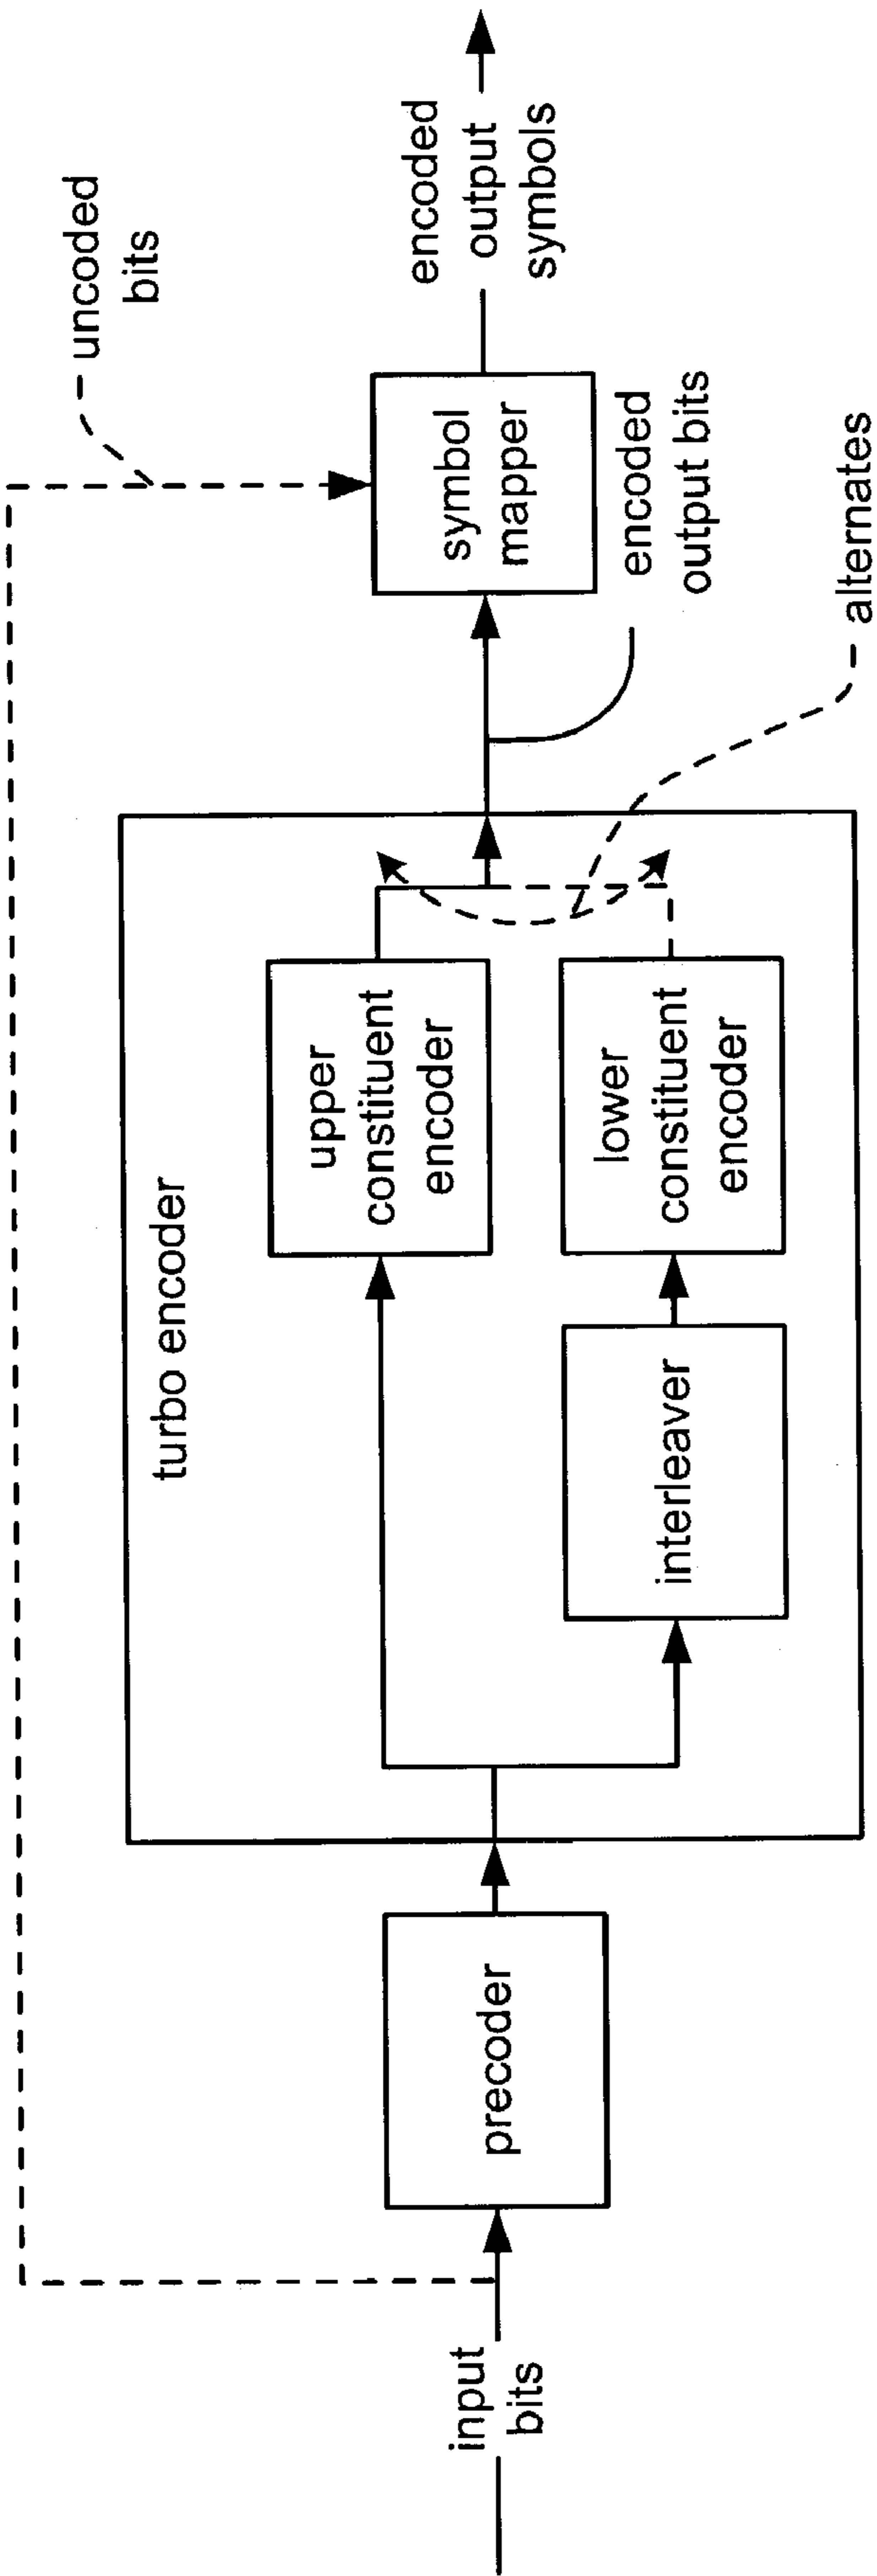 input
bits
precoder
turbo encoder
upper
constituent
encoder
interleaver
lower
constituent
encoder
alternates
encoded
output bits
symbol
mapper
uncoded
bits
encoded
output
symbols